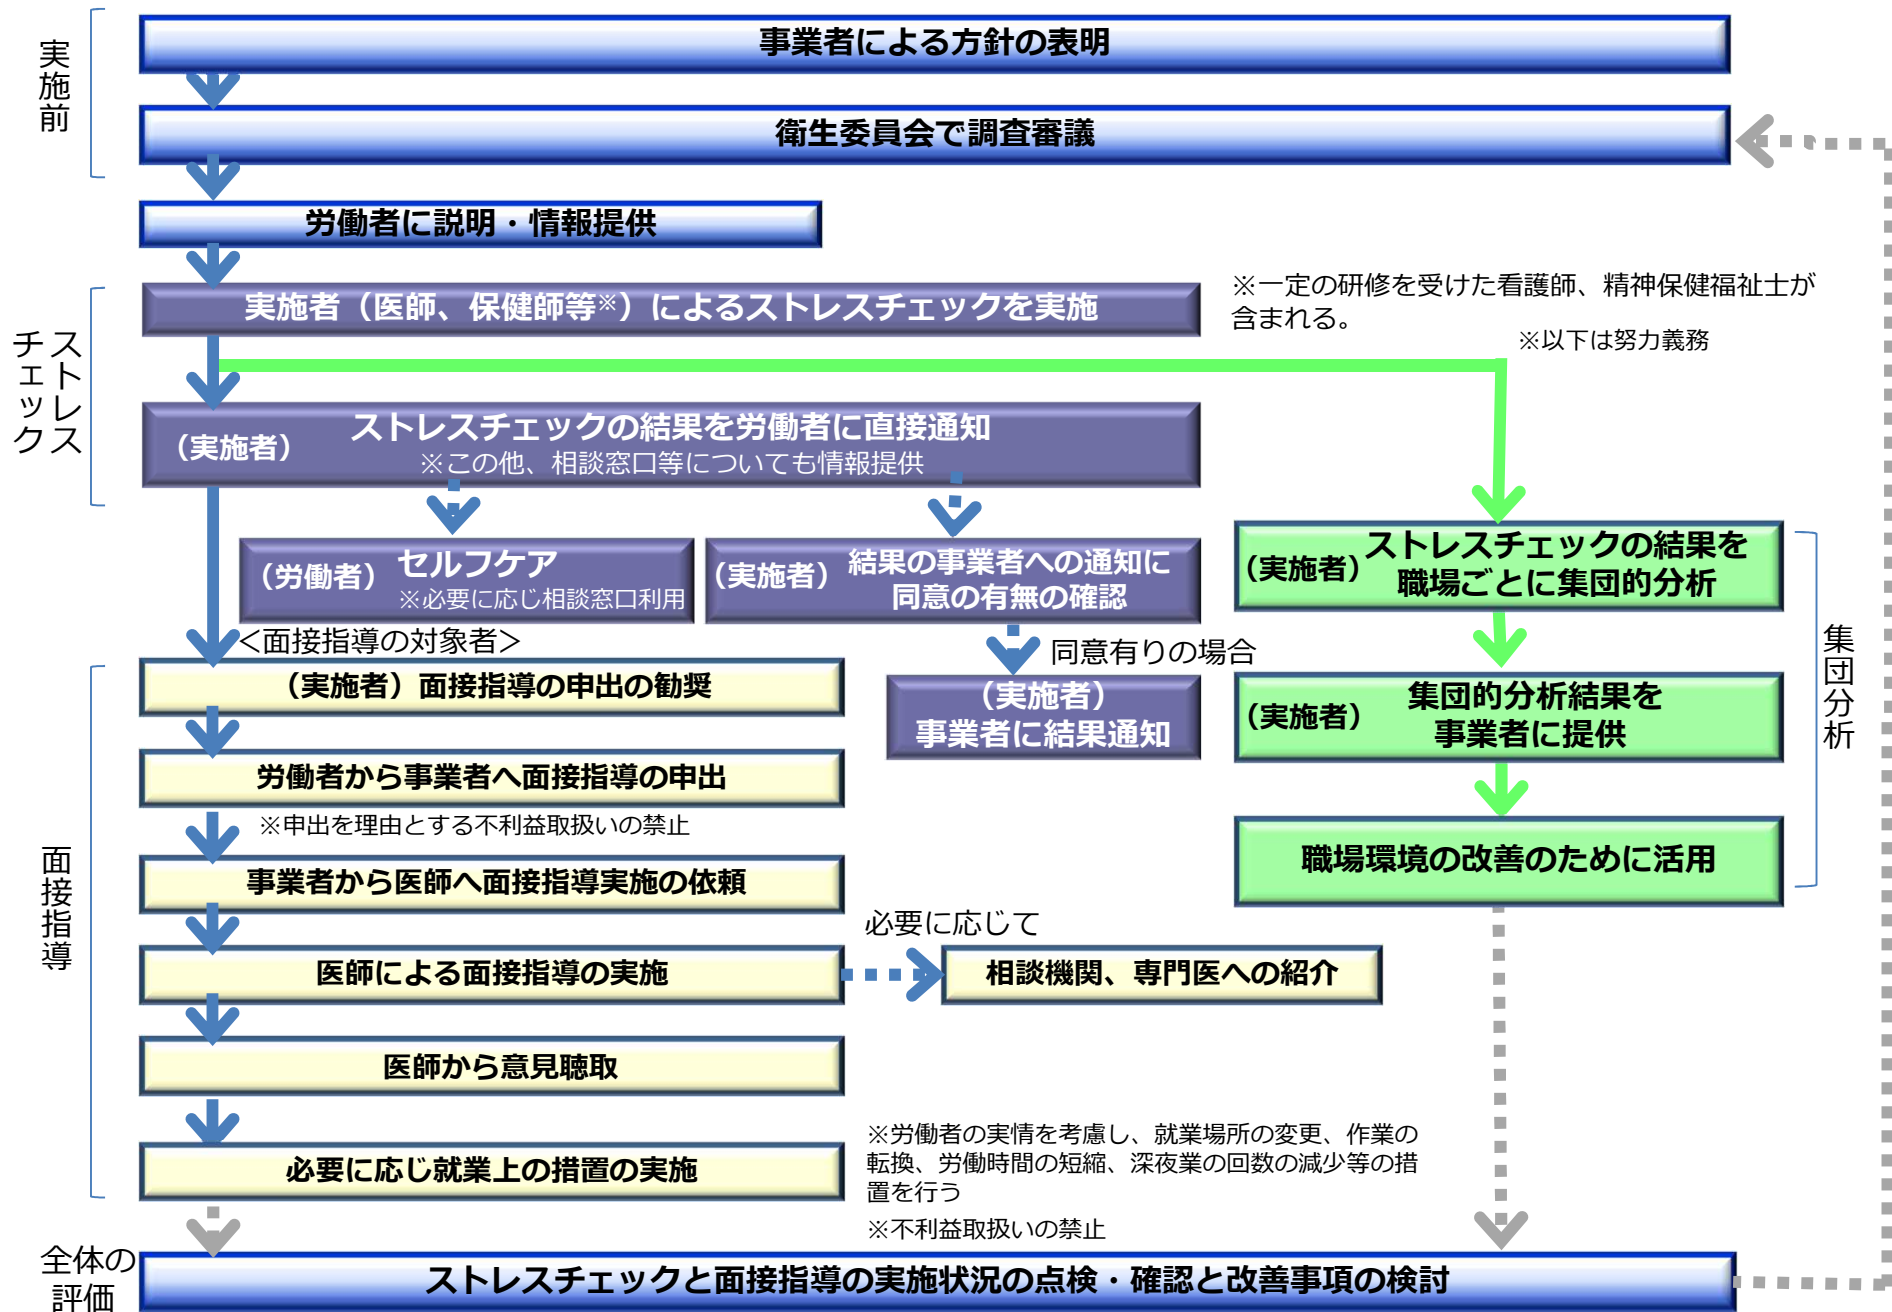 実施前
事業者による方針の表明
衛生委員会で調査審議
労働者に説明・情報提供
ストレス
チェック
実施者（医師、保健師等※）によるストレスチェックを実施
※一定の研修を受けた看護師、精神保健福祉士が
含まれる。
※以下は努力義務
（実施者）
ストレスチェックの結果を労働者に直接通知
※この他、相談窓口等についても情報提供
（労働者）
セルフケア
※必要に応じ相談窓口利用
（実施者）
結果の事業者への通知に
同意の有無の確認
（実施者）
ストレスチェックの結果を
職場ごとに集団的分析
集団分析
＜面接指導の対象者＞
同意有りの場合
面接指導
（実施者）面接指導の申出の勧奨
（実施者）
事業者に結果通知
（実施者）
集団的分析結果を
事業者に提供
労働者から事業者へ面接指導の申出
※申出を理由とする不利益取扱いの禁止
職場環境の改善のために活用
事業者から医師へ面接指導実施の依頼
必要に応じて
医師による面接指導の実施
相談機関、専門医への紹介
医師から意見聴取
必要に応じ就業上の措置の実施
※労働者の実情を考慮し、就業場所の変更、作業の
転換、労働時間の短縮、深夜業の回数の減少等の措
置を行う
※不利益取扱いの禁止
全体の
評価
ストレスチェックと面接指導の実施状況の点検・確認と改善事項の検討